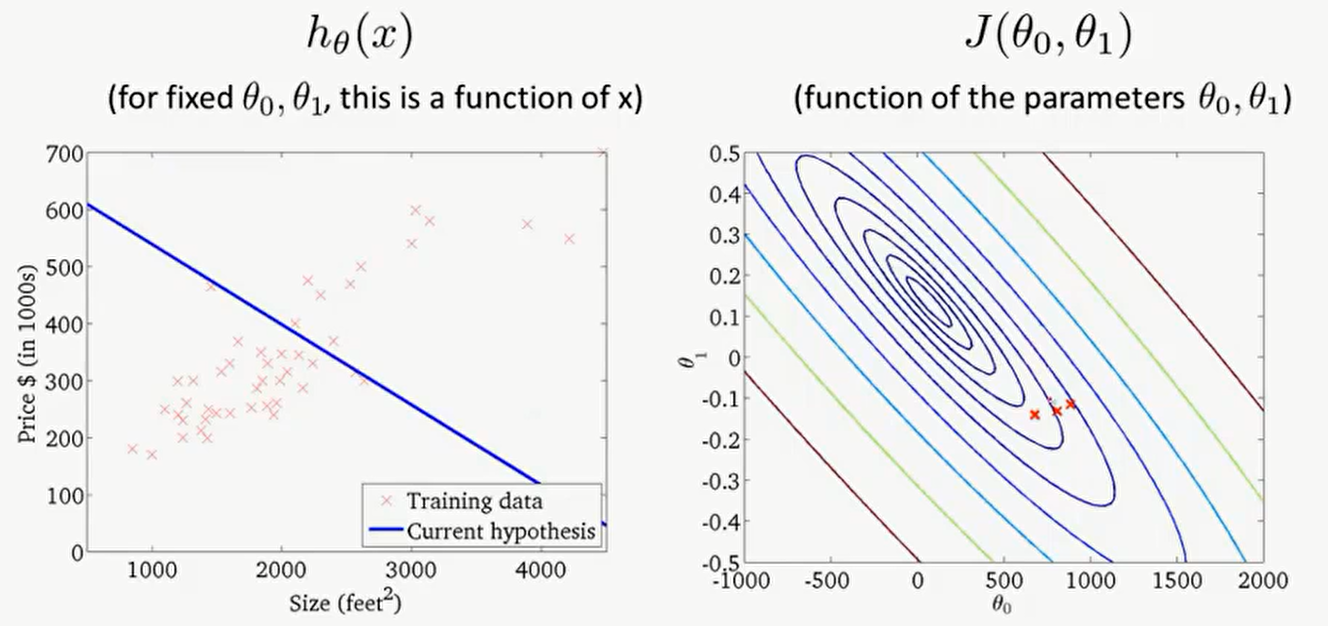 hθ(x)
(for fixed θ₀, θ₁, this is a function of x)
700
600
500
400
300
200
100
0
Price $ (in 1000s)
1000 2000 3000 4000
Size (feet²)
Training data
Current hypothesis
J(θ₀, θ₁)
(function of the parameters θ₀, θ₁)
0.5
0.4
0.3
0.2
0.1
0
-0.1
-0.2
-0.3
-0.4
-0.5
θ₁
-1000 -500 0 500 1000 1500 2000
θ₀